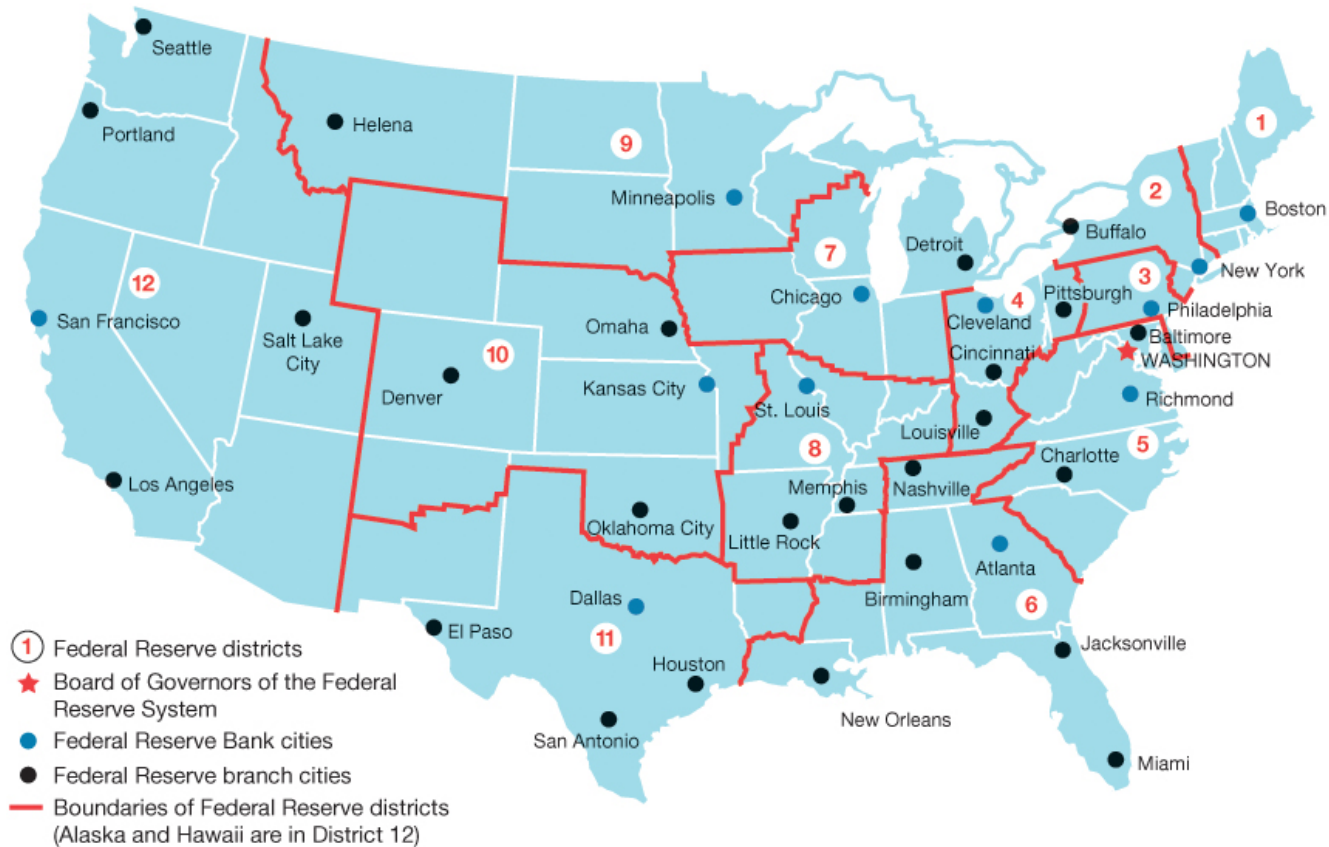 Seattle
Portland
Helena
9
1
Minneapolis
2
Boston
Buffalo
7
Detroit
New York
12
3
Chicago
4
Pittsburgh
Philadelphia
San Francisco
Cleveland
Omaha
Baltimore
Salt Lake
City
10
Cincinnati
WASHINGTON
Denver
Kansas City
St. Louis
Richmond
Louisville
5
8
Charlotte
Los Angeles
Memphis
Nashville
Oklahoma City
Little Rock
Atlanta
Dallas
Birmingham
6
El Paso
11
Jacksonville
Houston
New Orleans
San Antonio
Miami
1 Federal Reserve districts
Board of Governors of the Federal
Reserve System
Federal Reserve Bank cities
Federal Reserve branch cities
Boundaries of Federal Reserve districts
(Alaska and Hawaii are in District 12)